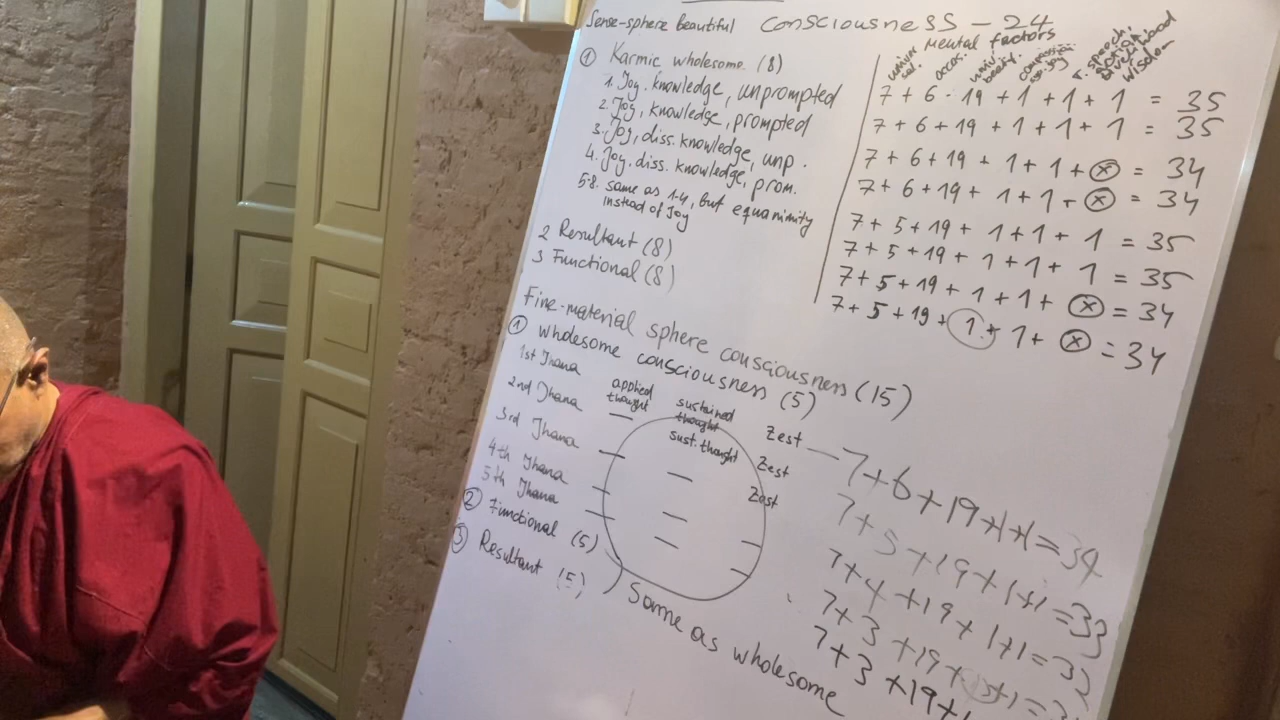 Sense-sphere beautiful Consciousness - 24
① Karmic wholesome (8)
1. Joy, knowledge, unprompted
2. Joy, knowledge, prompted
3. Joy, diss. knowledge, unp.
4. Joy. diss. knowledge, prom.
5-8. same as 1-4, but equanimity
instead of Joy
2 Resultant (8)
3 Functional (8)
Mental factors
occas.
wisdom
7 + 6 · 19 + 1 + 1 + 1 = 35
7 + 6 + 19 + 1 + 1 + 1 = 35
7 + 6 + 19 + 1 + 1 + ⓧ = 34
7 + 6 + 19 + 1 + 1 + ⓧ = 34
7 + 5 + 19 + 1 + 1 + 1 = 35
7 + 5 + 19 + 1 + 1 + 1 = 35
7 + 5 + 19 + 1 + 1 + ⓧ = 34
7 + 5 + 19 + 1 + 1 + ⓧ = 34
Fine-material sphere consciousness (15)
① wholesome consciousness (5)
1st Jhana applied thought sustained thought Zest — 7+6+19+1+1=34
2nd Jhana — sust. thought Zest 7+5+19+1+1=33
3rd Jhana — — Zest 7+4+19+1+1=32
4th Jhana — — — 7+3+19+
5th Jhana — — — 7+3+19+1
② Functional (5)
③ Resultant (5)
Same as wholesome